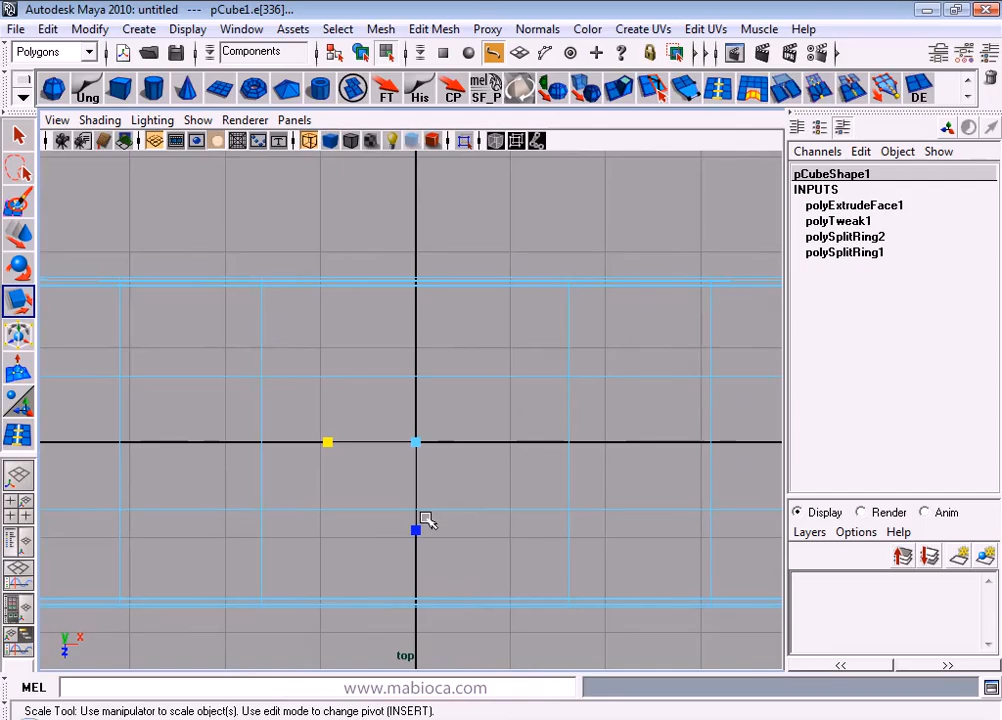 Autodesk Maya 2010: untitled --- pCube1.e[336]...
File Edit Modify Create Display Window Assets Select Mesh Edit Mesh Proxy Normals Color Create UVs Edit UVs Muscle Help
Polygons Components
Ung FT His CP mel SF_P DE
View Shading Lighting Show Renderer Panels
Channels Edit Object Show
pCubeShape1
INPUTS
polyExtrudeFace1
polyTweak1
polySplitRing2
polySplitRing1
Display Render Anim
Layers Options Help
y x
z
top
<< >>
MEL
www.mabioca.com
Scale Tool: Use manipulator to scale object(s). Use edit mode to change pivot (INSERT).